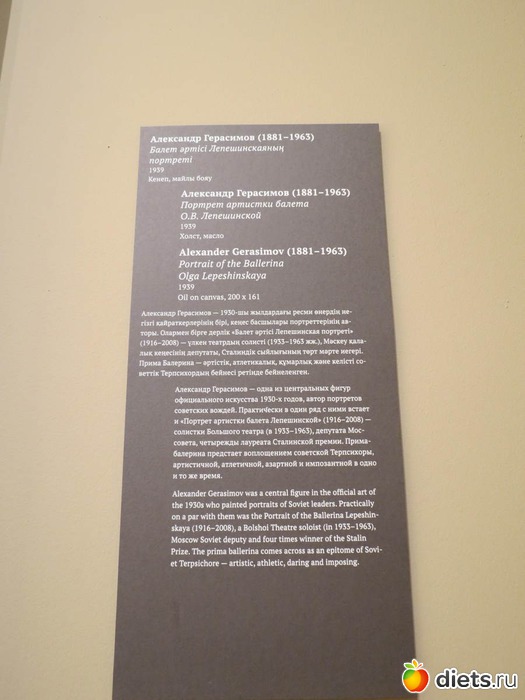 Александр Герасимов (1881–1963)
Балет әртісі Лепешинскаяның
портреті
1939
Кенеп, майлы бояу
Александр Герасимов (1881–1963)
Портрет артистки балета
О.В. Лепешинской
1939
Холст, масло
Alexander Gerasimov (1881–1963)
Portrait of the Ballerina
Olga Lepeshinskaya
1939
Oil on canvas, 200 x 161
Александр Герасимов — 1930-шы жылдардағы ресми өнердің не-
гізгі қайраткерлерінің бірі, кеңес басшылары портреттерінің ав-
торы. Олармен бірге дерлік «Балет әртісі Лепешинская портреті»
(1916–2008) — үлкен театрдың солисті (1933–1963 жж.), Мәскеу қала-
лық кеңесінің депутаты, Сталиндік сыйлығының төрт мәрте иегері.
Прима Балерина — әртістік, атлетикалық, құмарлық және келісті со-
веттік Терпсихордың бейнесі ретінде бейнеленген.
Александр Герасимов — одна из центральных фигур
официального искусства 1930-х годов, автор портретов
советских вождей. Практически в один ряд с ними встает
и «Портрет артистки балета Лепешинской» (1916–2008) —
солистки Большого театра (в 1933–1963), депутата Мос-
совета, четырежды лауреата Сталинской премии. Прима-
балерина предстает воплощением советской Терпсихоры,
артистичной, атлетичной, азартной и импозантной в одно
и то же время.
Alexander Gerasimov was a central figure in the official art of
the 1930s who painted portraits of Soviet leaders. Practically
on a par with them was the Portrait of the Ballerina Lepeshin-
skaya (1916–2008), a Bolshoi Theatre soloist (in 1933–1963),
Moscow Soviet deputy and four times winner of the Stalin
Prize. The prima ballerina comes across as an epitome of Sovi-
et Terpsichore — artistic, athletic, daring and imposing.
diets.ru